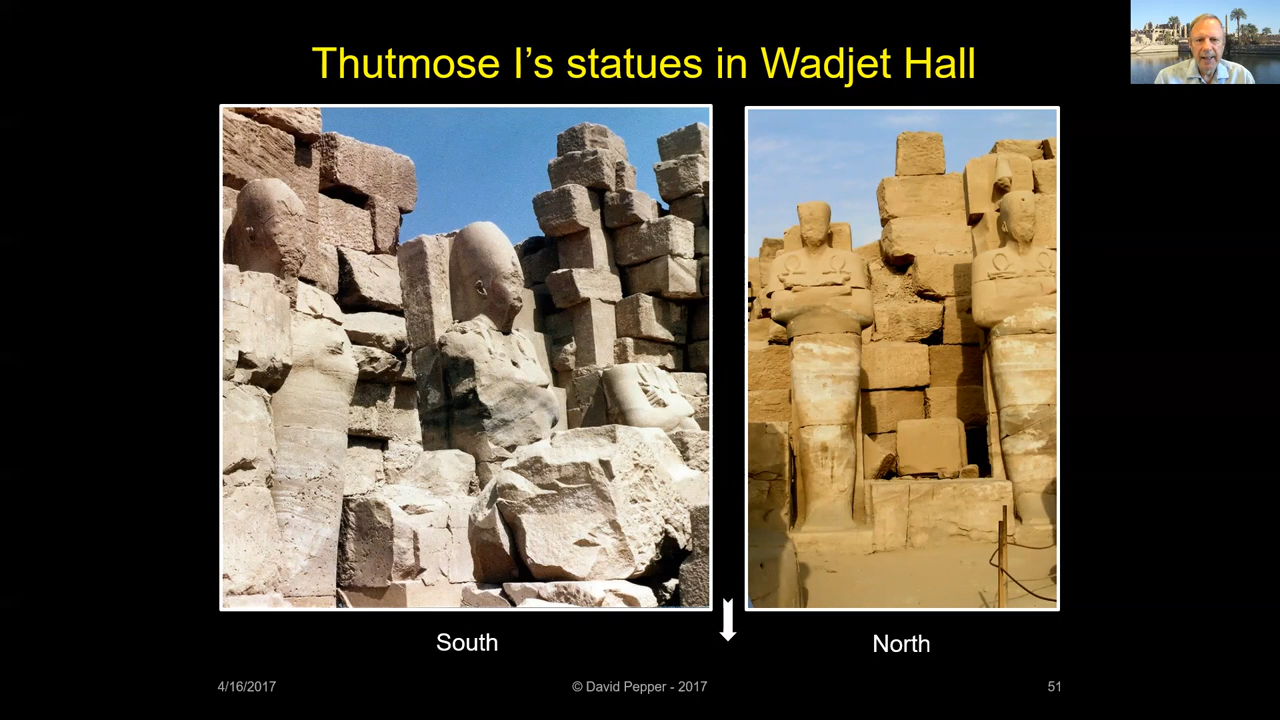 Thutmose I's statues in Wadjet Hall
South
North
4/16/2017
© David Pepper - 2017
51